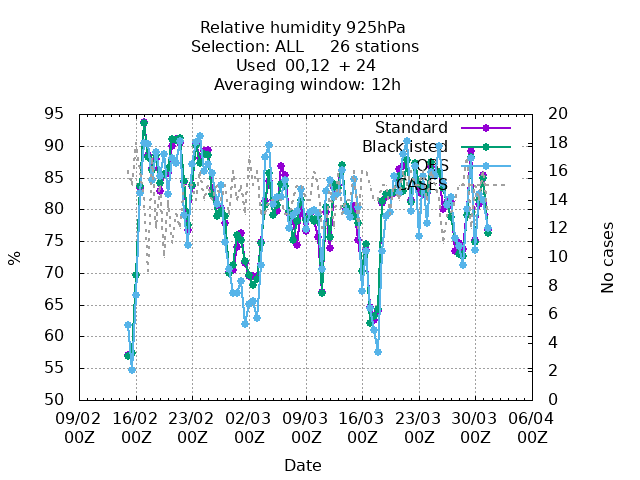 Relative humidity 925hPa
Selection: ALL 26 stations
Used 00,12 + 24
Averaging window: 12h
95 20
Standard
90 18
Blacklisted
85 16
OBS
CASES
80 14
75 12
70 10
65 8
60 6
55 4
2
50 0
% No cases
09/02 16/02 23/02 02/03 09/03 16/03 23/03 30/03 06/04
00Z 00Z 00Z 00Z 00Z 00Z 00Z 00Z 00Z
Date